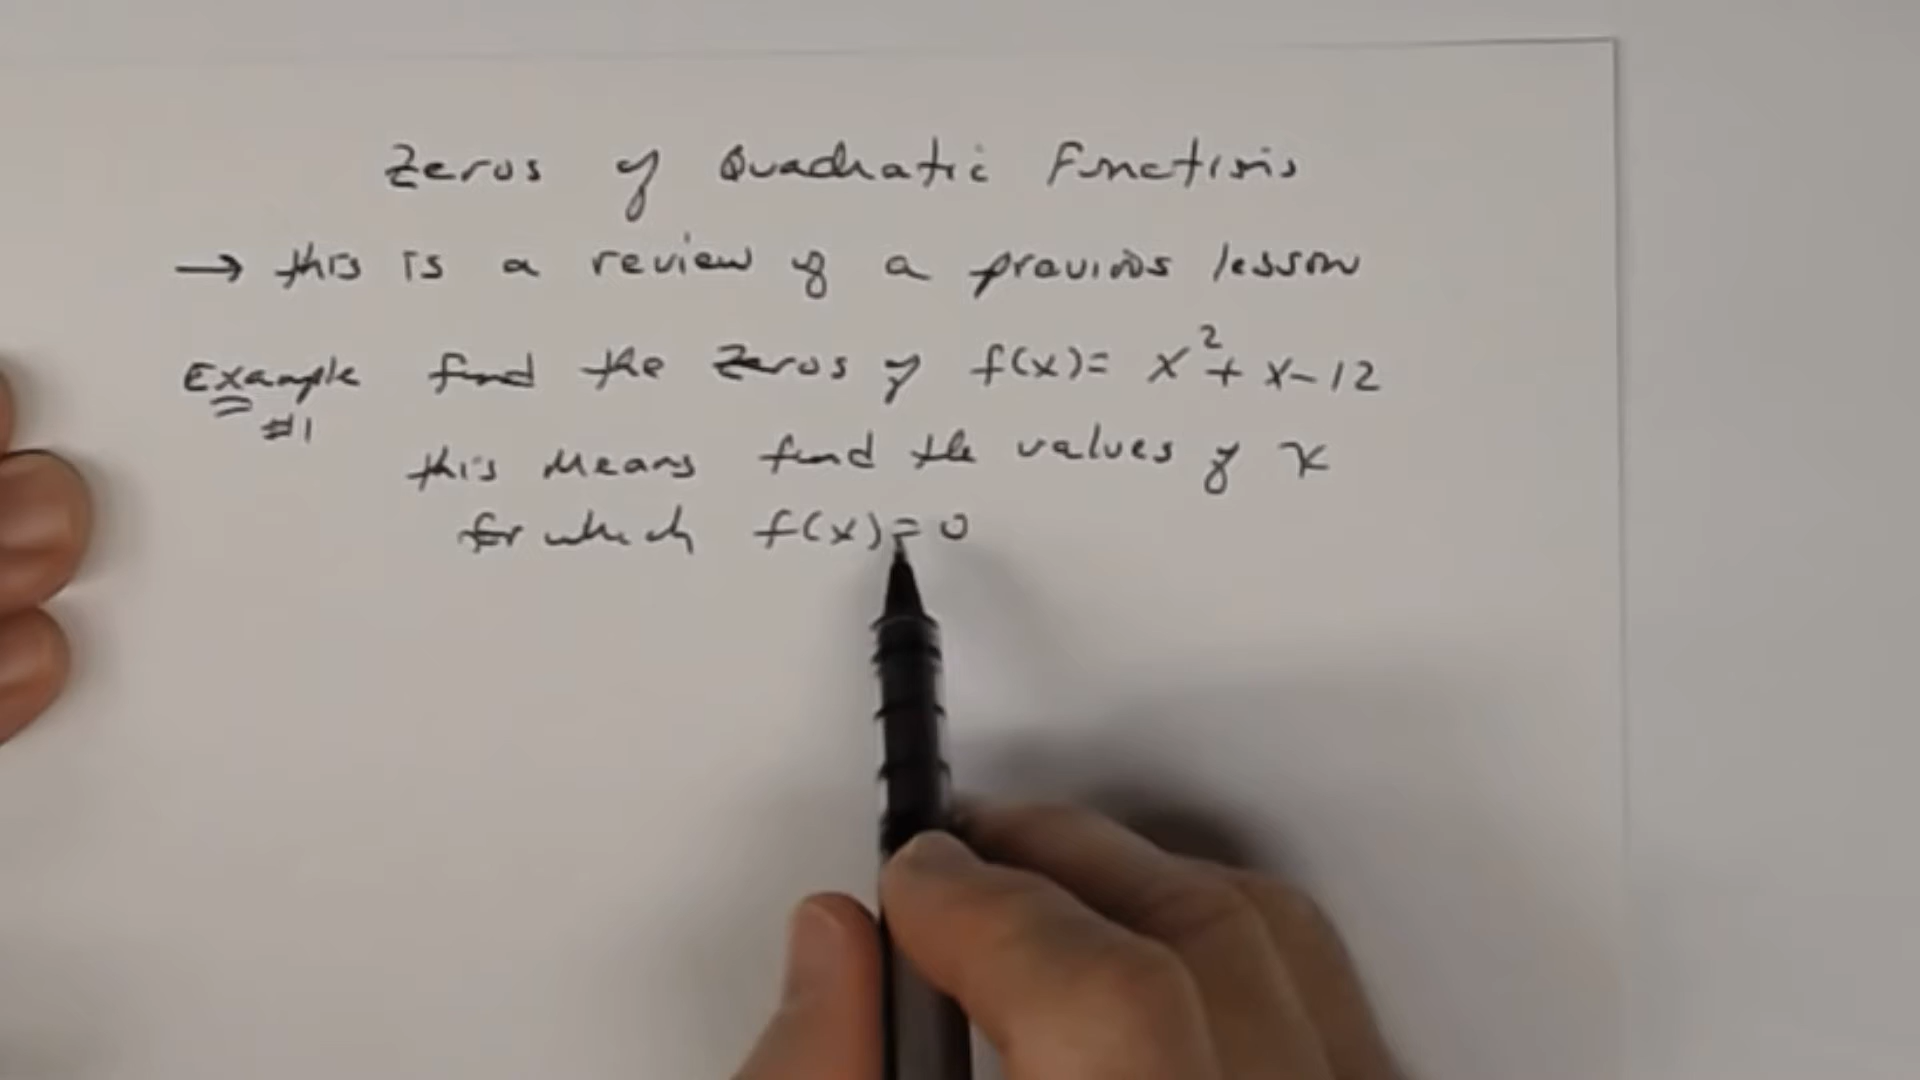 Zeros of Quadratic Functions
→ this is a review of a previous lesson
Example find the zeros of f(x)= x²+ x-12
#1
this means find the values of x
for which f(x)=0